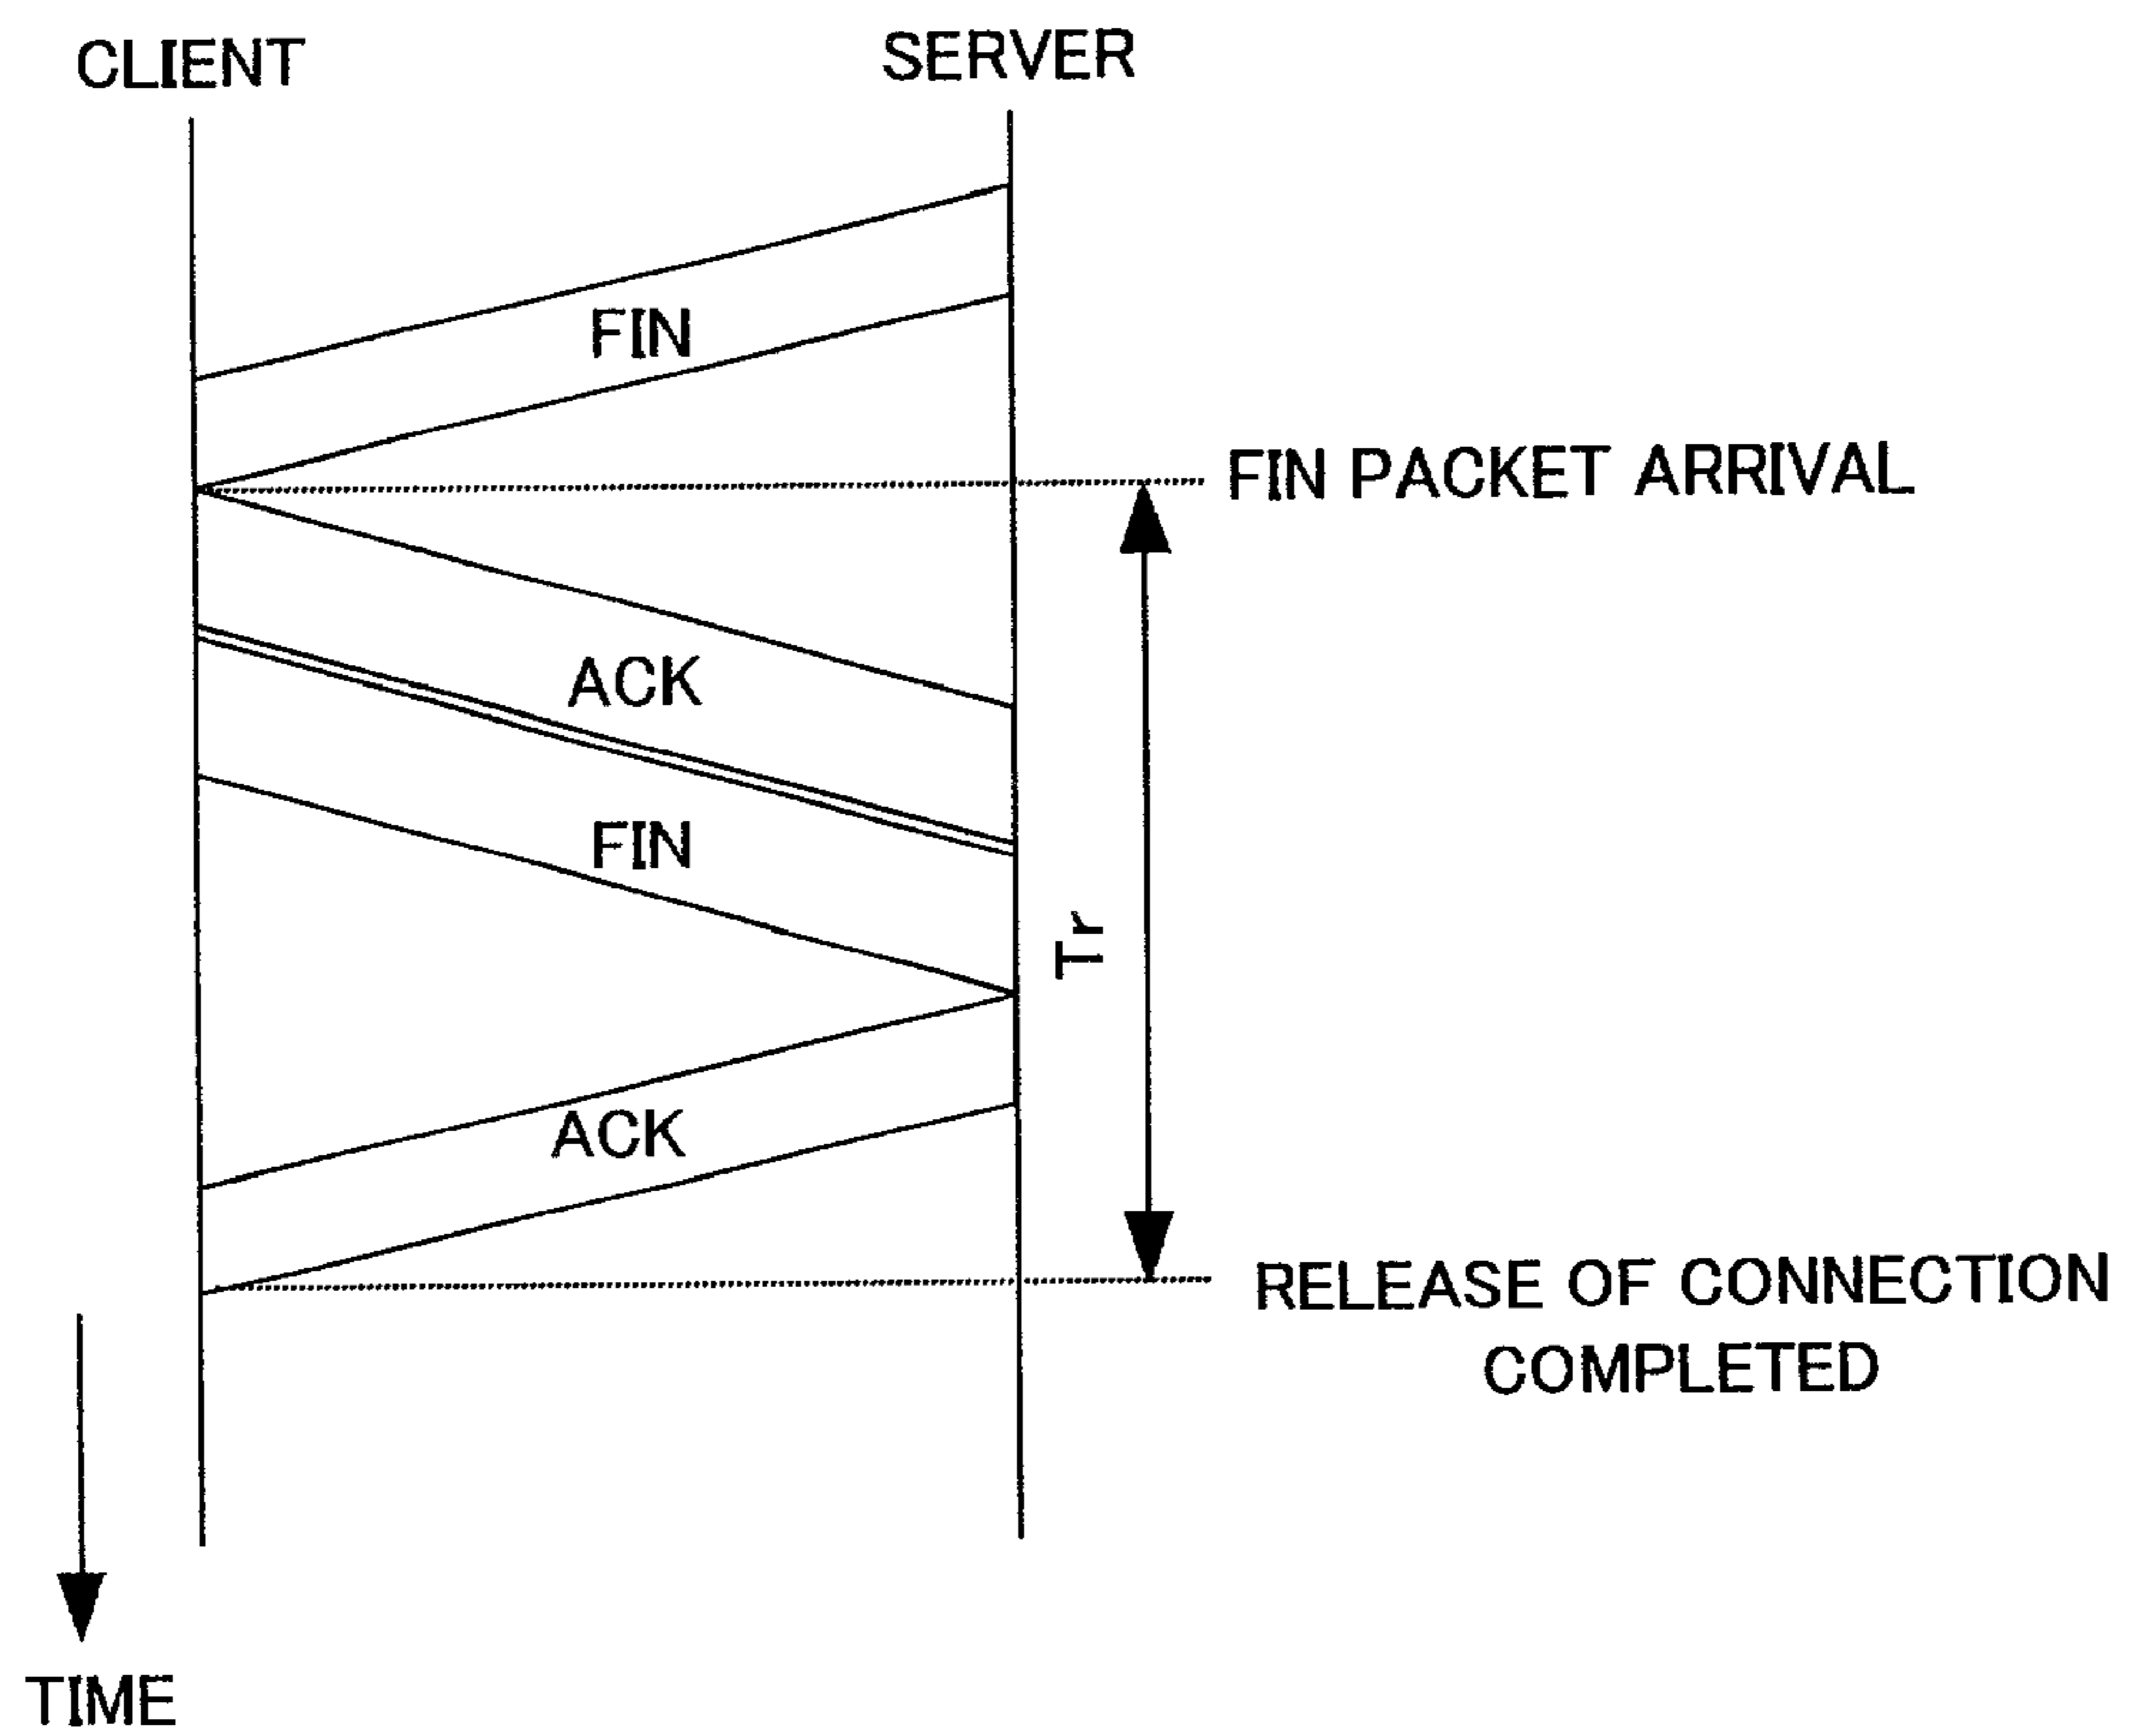 CLIENT
SERVER
FIN
FIN PACKET ARRIVAL
ACK
FIN
Tr
ACK
RELEASE OF CONNECTION
COMPLETED
TIME